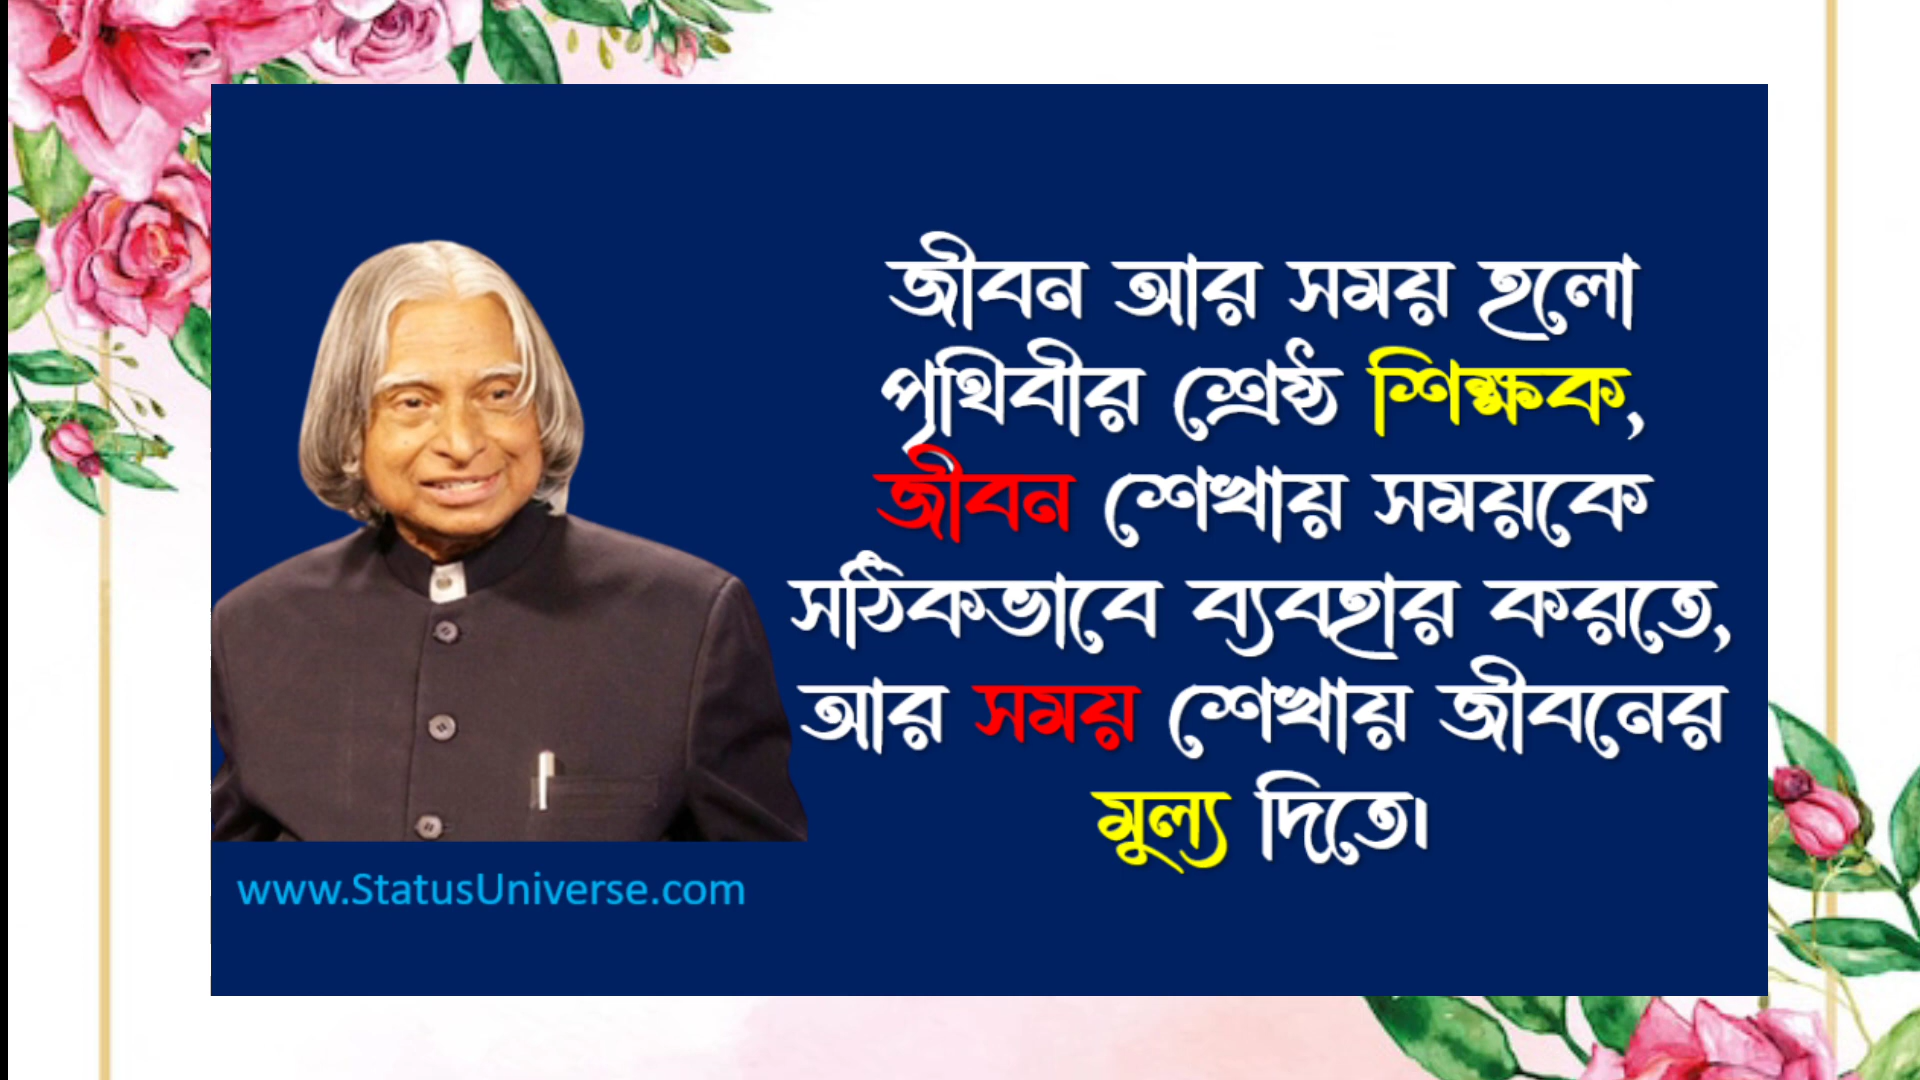 জীবন আর সময় হলো
পৃথিবীর শ্রেষ্ঠ শিক্ষক,
জীবন শেখায় সময়কে
সঠিকভাবে ব্যবহার করতে,
আর সময় শেখায় জীবনের
মুল্য দিতে।
www.StatusUniverse.com